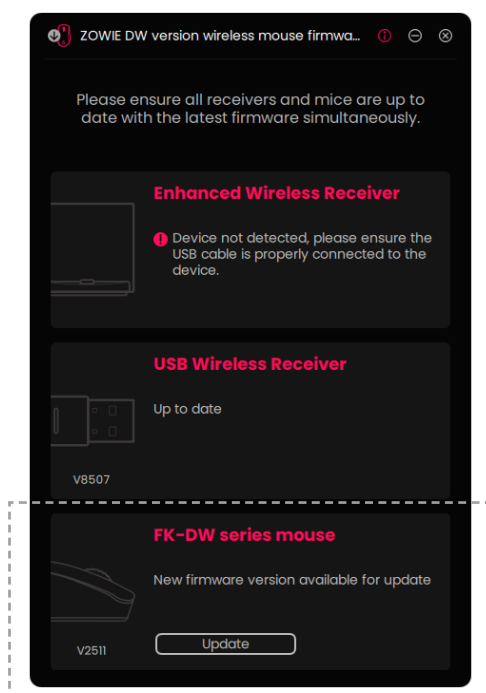 ZOWIE DW version wireless mouse firmwa...
Please ensure all receivers and mice are up to
date with the latest firmware simultaneously.
Enhanced Wireless Receiver
Device not detected, please ensure the
USB cable is properly connected to the
device.
USB Wireless Receiver
Up to date
V8507
FK-DW series mouse
New firmware version available for update
V2511
Update